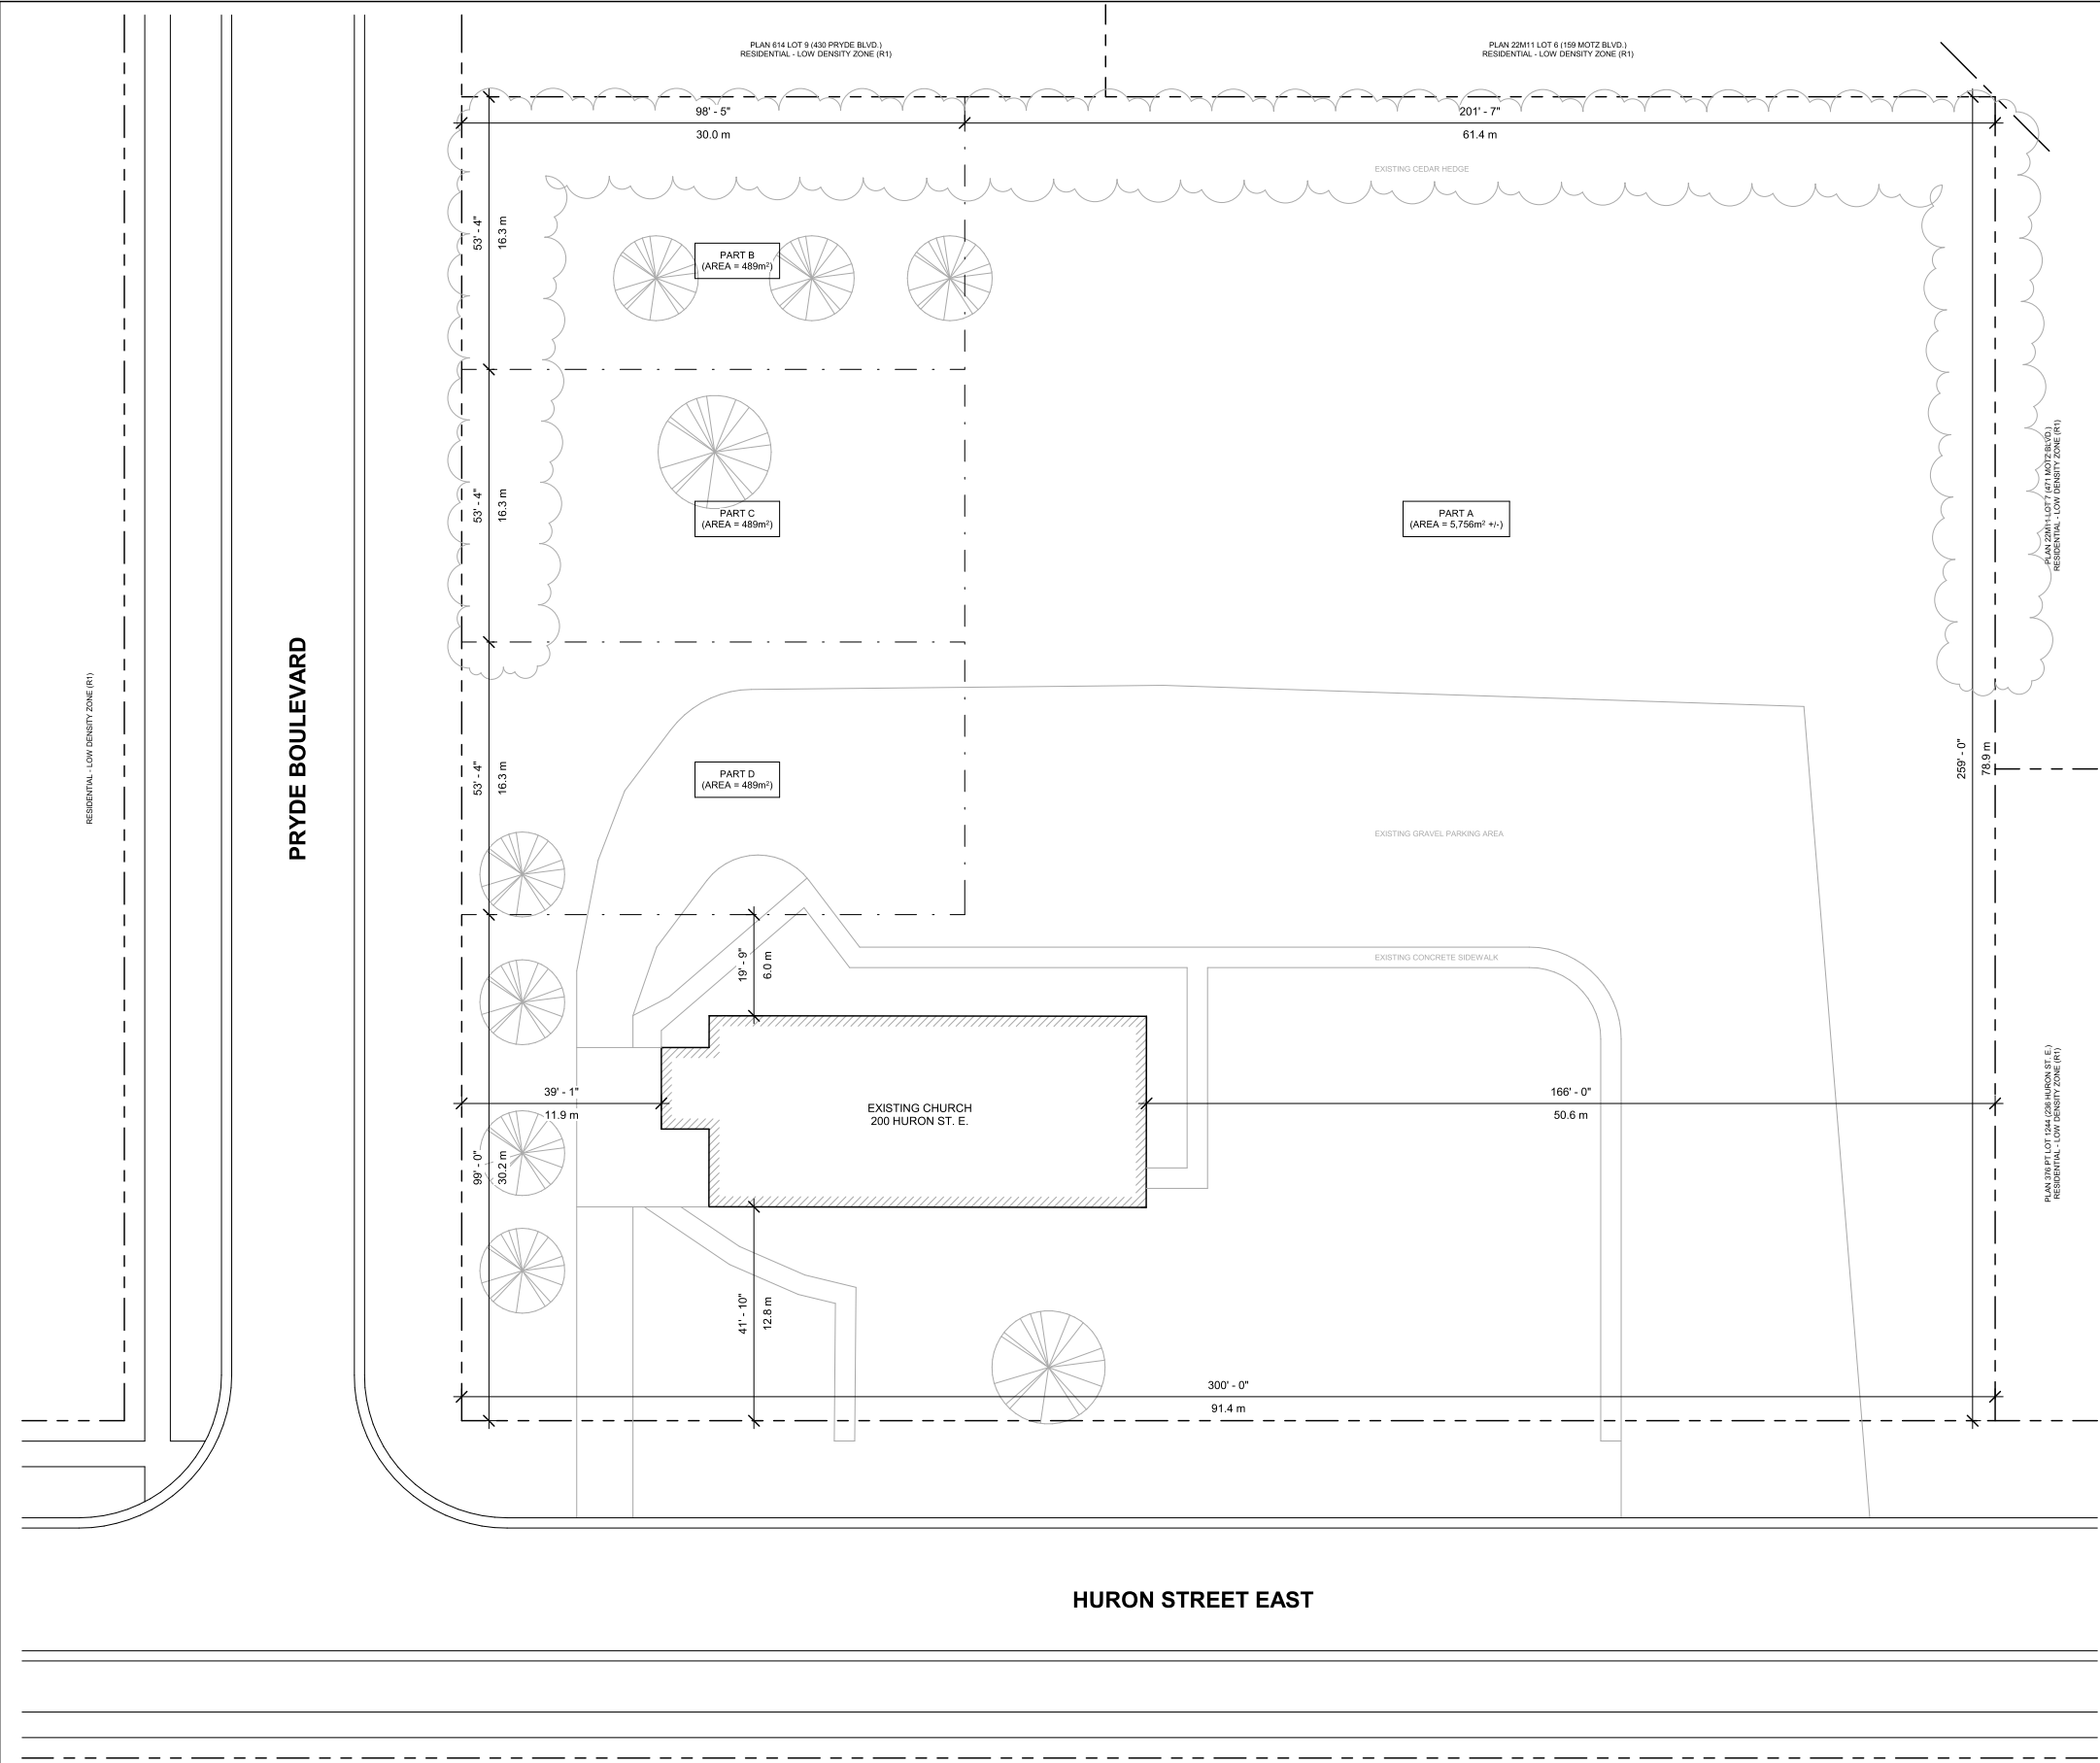 PLAN 614 LOT 9 (430 PRYDE BLVD.)
RESIDENTIAL - LOW DENSITY ZONE (R1)
PLAN 22M11 LOT 6 (159 MOTZ BLVD.)
RESIDENTIAL - LOW DENSITY ZONE (R1)
98' - 5"
30.0 m
201' - 7"
61.4 m
EXISTING CEDAR HEDGE
53' - 4"
16.3 m
PART B
(AREA = 489m²)
53' - 4"
16.3 m
PART C
(AREA = 489m²)
PART A
(AREA = 5,756m² +/-)
PLAN 22M11 LOT 7 (471 MOTZ BLVD.)
RESIDENTIAL - LOW DENSITY ZONE (R1)
RESIDENTIAL - LOW DENSITY ZONE (R1)
PRYDE BOULEVARD
53' - 4"
16.3 m
PART D
(AREA = 489m²)
259' - 0"
78.9 m
EXISTING GRAVEL PARKING AREA
19' - 9"
6.0 m
EXISTING CONCRETE SIDEWALK
39' - 1"
11.9 m
EXISTING CHURCH
200 HURON ST. E.
166' - 0"
50.6 m
PLAN 376 PT LOT 1244 (236 HURON ST. E.)
RESIDENTIAL - LOW DENSITY ZONE (R1)
99' - 0"
30.2 m
41' - 10"
12.8 m
300' - 0"
91.4 m
HURON STREET EAST